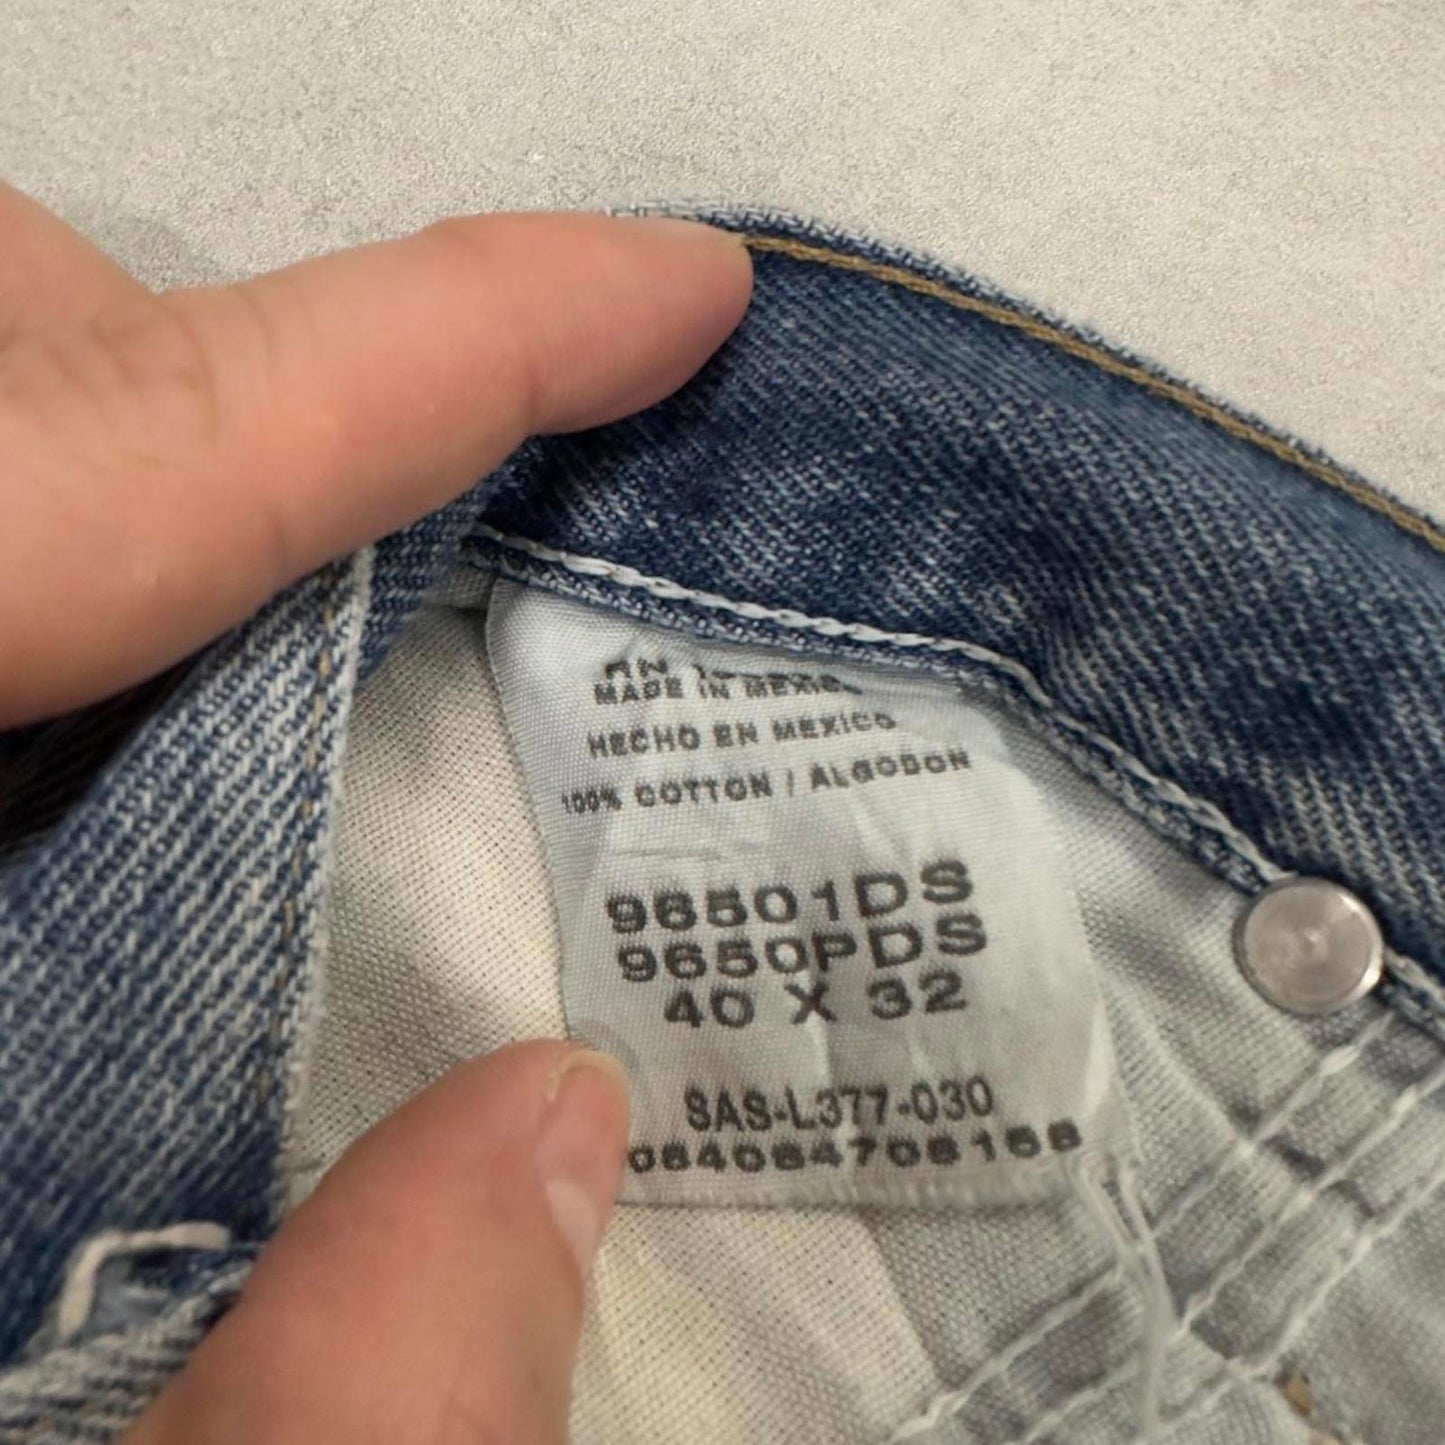 MADE IN MEXICO
HECHO EN MEXICO
100% COTTON / ALGODON
96501DS
9650PDS
40 X 32
SAS-L377-030